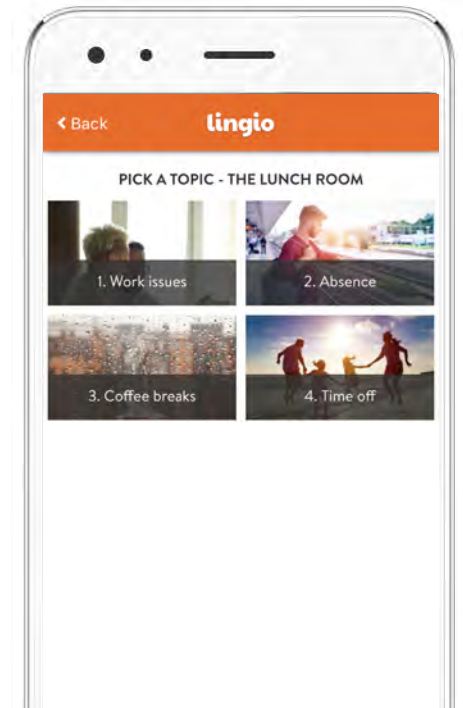 Back
lingio
PICK A TOPIC - THE LUNCH ROOM
1. Work issues
2. Absence
3. Coffee breaks
4. Time off